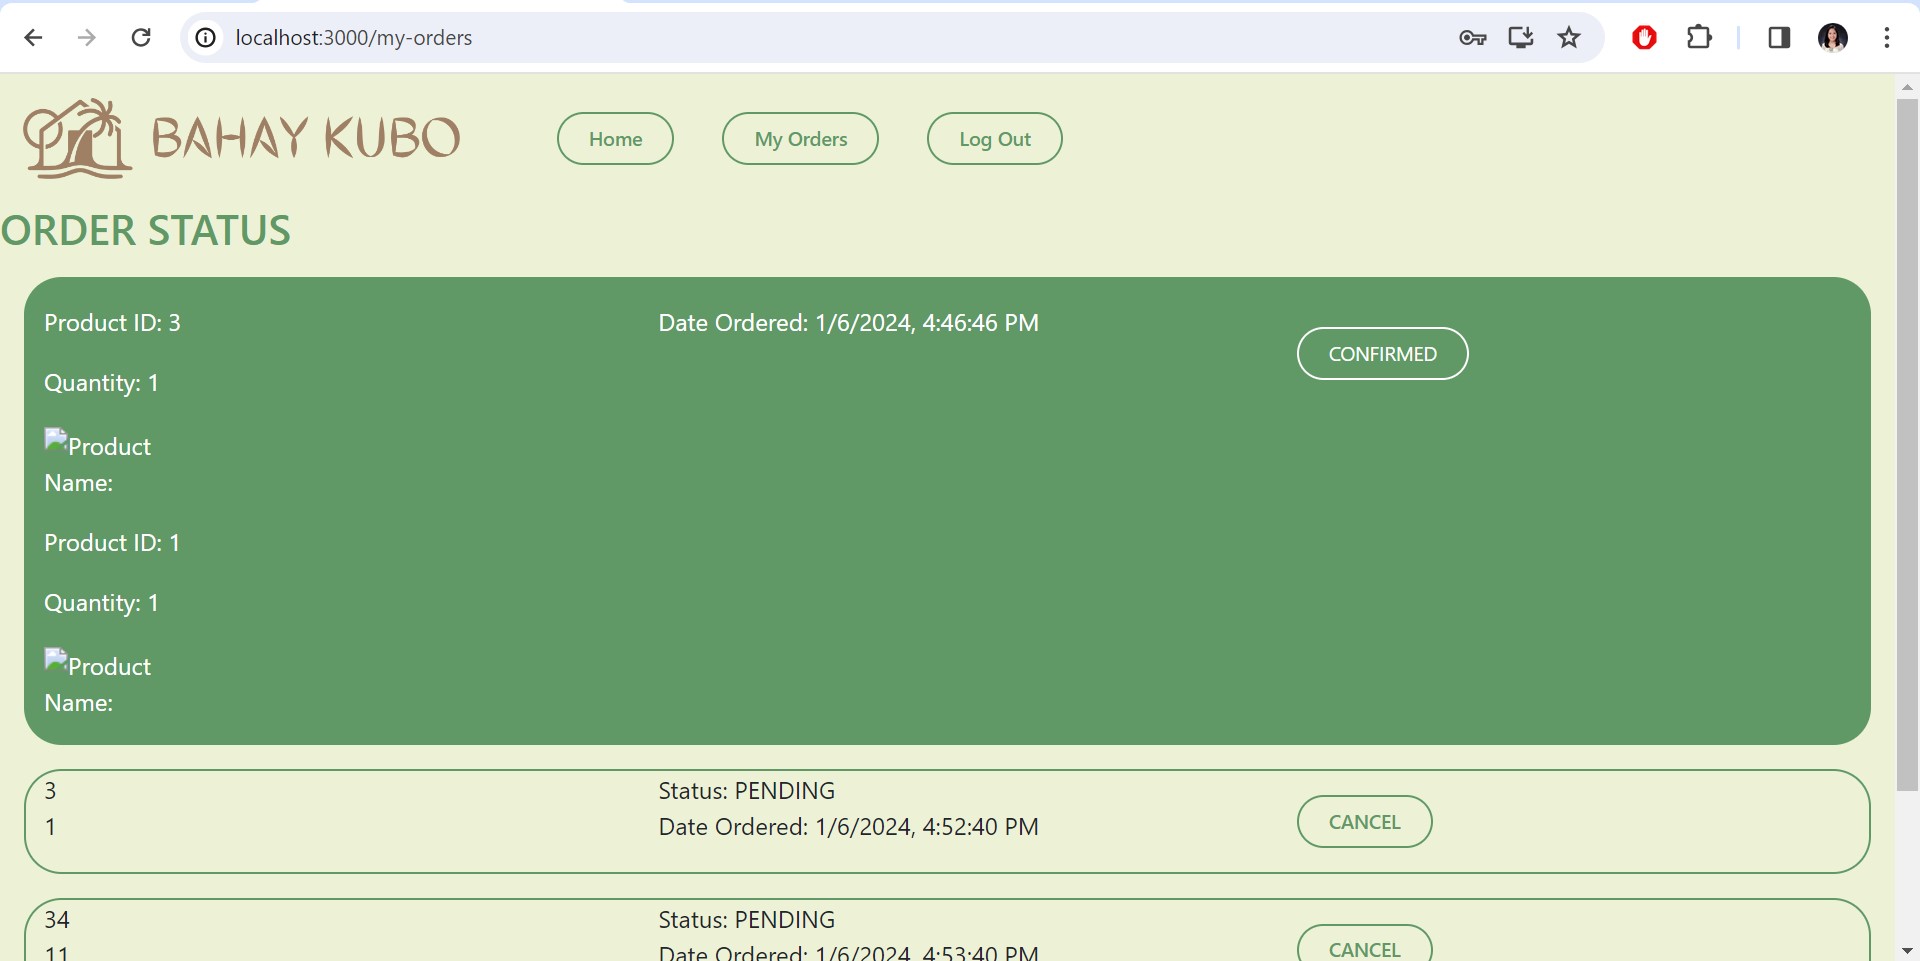 localhost:3000/my-orders
BAHAY KUBO
Home
My Orders
Log Out
ORDER STATUS
Product ID: 3
Date Ordered: 1/6/2024, 4:46:46 PM
CONFIRMED
Quantity: 1
Product
Name:
Product ID: 1
Quantity: 1
Product
Name:
3
Status: PENDING
1
Date Ordered: 1/6/2024, 4:52:40 PM
CANCEL
34
Status: PENDING
11
Date Ordered: 1/6/2024, 4:53:40 PM
CANCEL